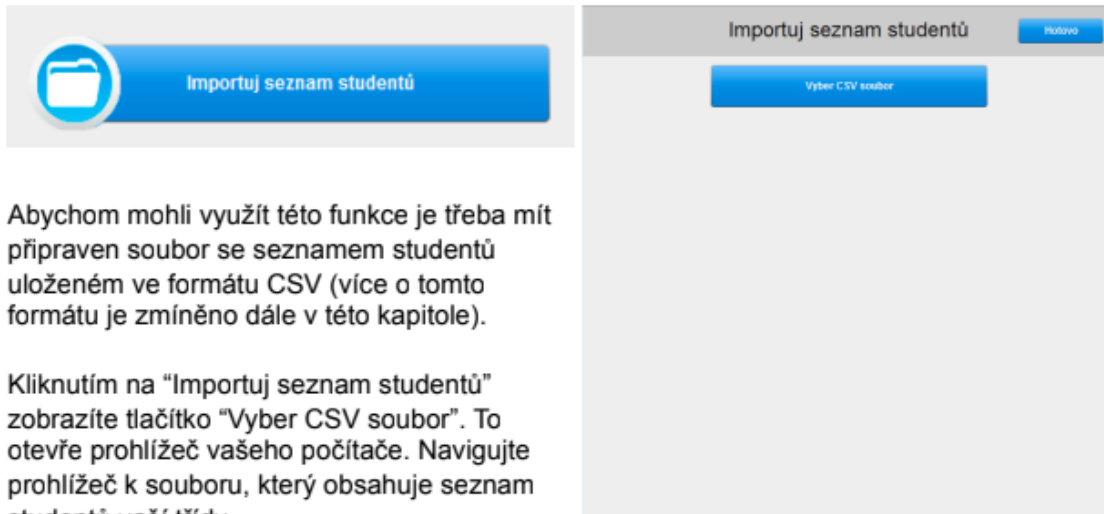 Importuj seznam studentů
Abychom mohli využít této funkce je třeba mít
připraven soubor se seznamem studentů
uloženém ve formátu CSV (více o tomto
formátu je zmíněno dále v této kapitole).
Kliknutím na “Importuj seznam studentů”
zobrazíte tlačítko “Vyber CSV soubor”. To
otevře prohlížeč vašeho počítače. Navigujte
prohlížeč k souboru, který obsahuje seznam
Importuj seznam studentů
Hotovo
Vyber CSV soubor